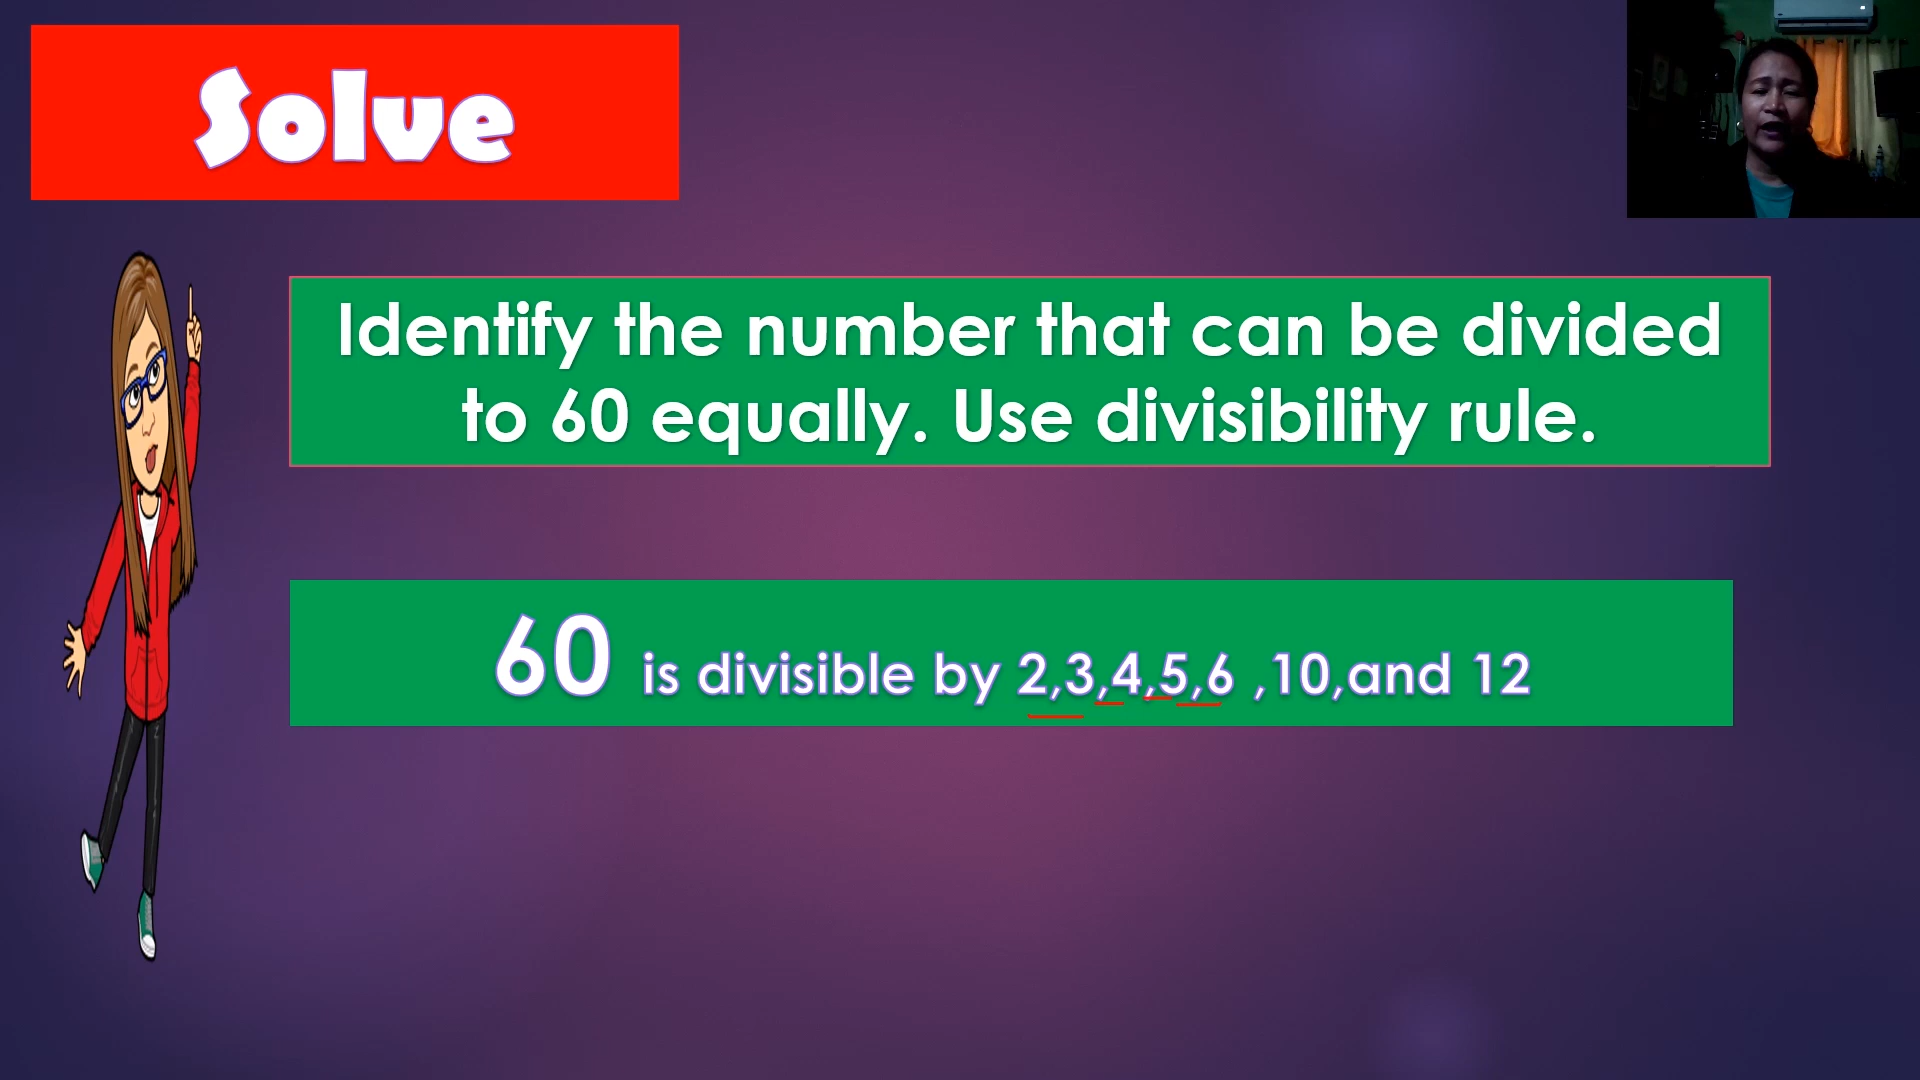 Solve
Identify the number that can be divided
to 60 equally. Use divisibility rule.
60 is divisible by 2,3,4,5,6 ,10,and 12